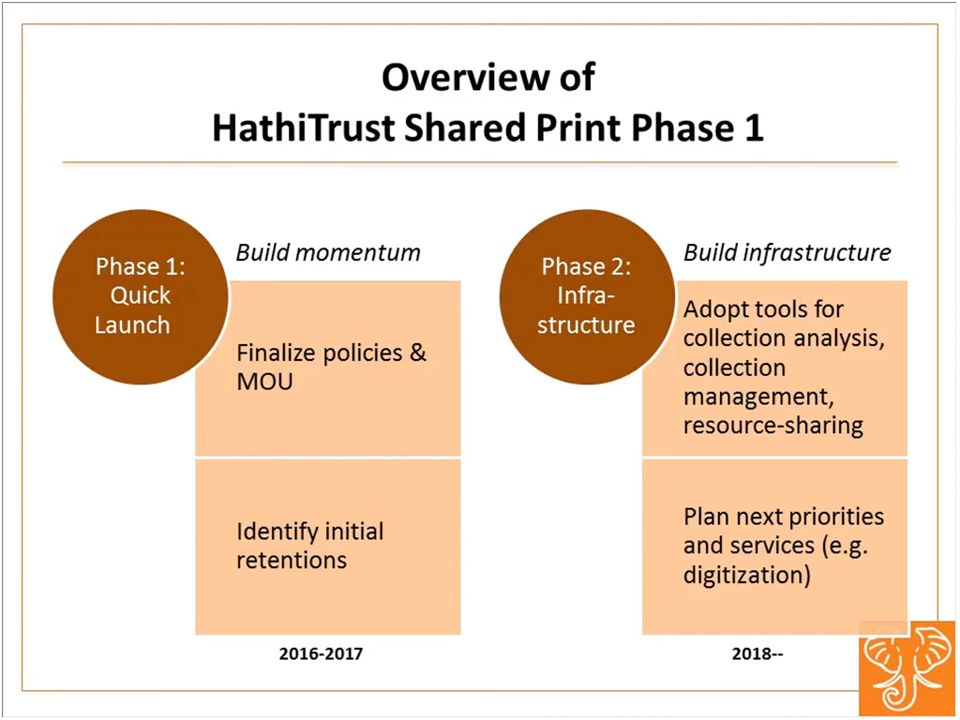 Overview of
HathiTrust Shared Print Phase 1
Phase 1:
Quick
Launch
Build momentum
Finalize policies &
MOU
Identify initial
retentions
2016-2017
Phase 2:
Infra-
structure
Build infrastructure
Adopt tools for
collection analysis,
collection
management,
resource-sharing
Plan next priorities
and services (e.g.
digitization)
2018--